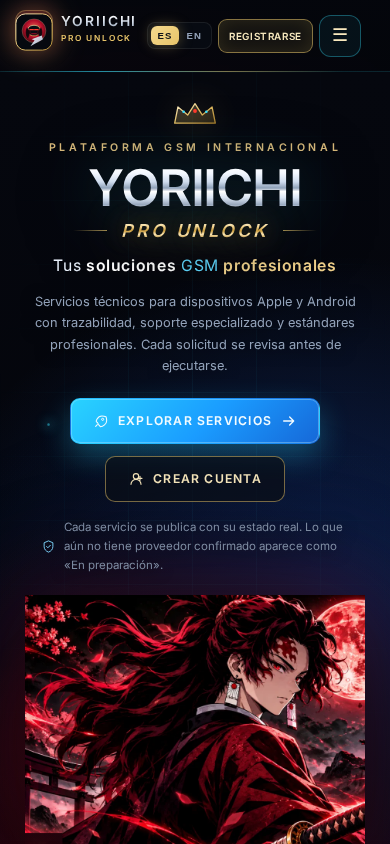 YORIICHI
PRO UNLOCK
ES EN
REGISTRARSE
PLATAFORMA GSM INTERNACIONAL
YORIICHI
PRO UNLOCK
Tus soluciones GSM profesionales
Servicios técnicos para dispositivos Apple y Android
con trazabilidad, soporte especializado y estándares
profesionales. Cada solicitud se revisa antes de
ejecutarse.
EXPLORAR SERVICIOS →
CREAR CUENTA
Cada servicio se publica con su estado real. Lo que
aún no tiene proveedor confirmado aparece como
«En preparación».